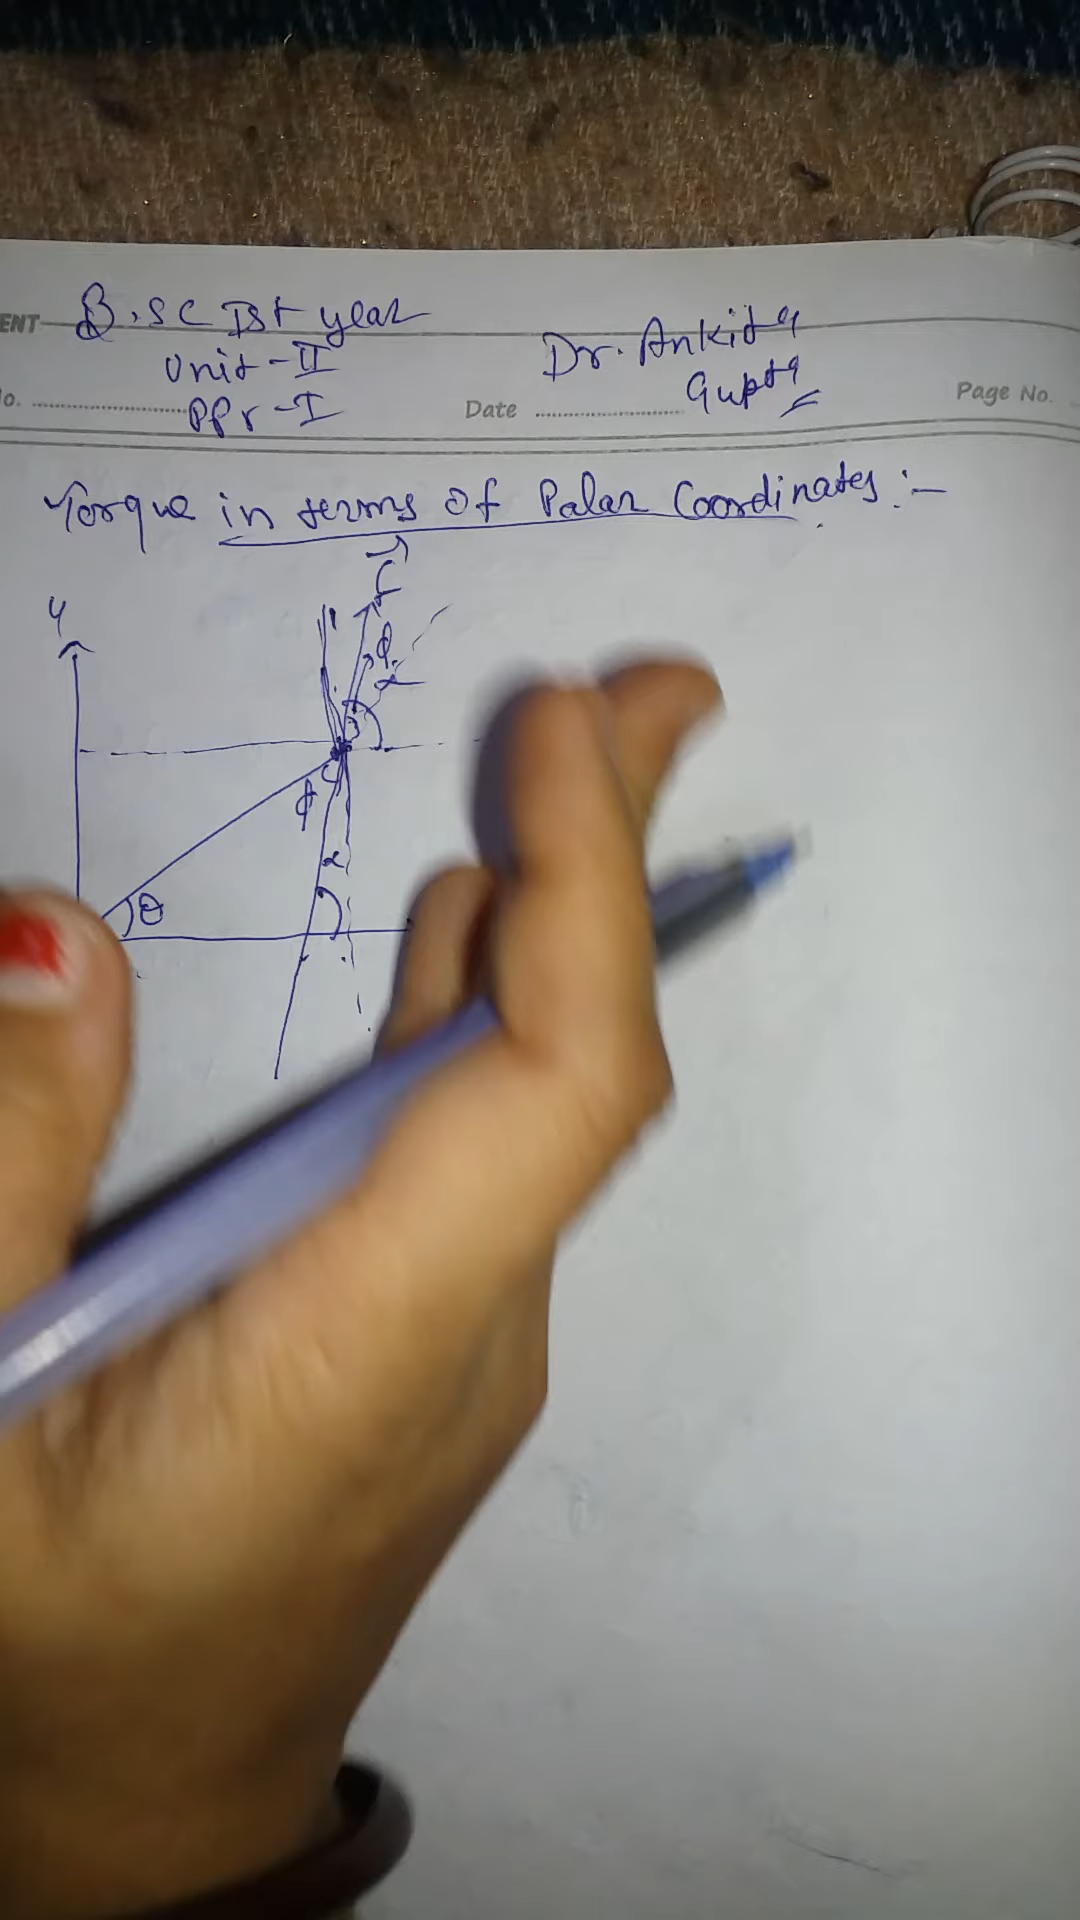 B.SC Ist year
ENT
Unit-II
PPr-I
Dr. Ankita
Gupta
o.
Date
Page No.
Torque in terms of Polar Coordinates :-
Y
F
φ
α
φ
α
θ